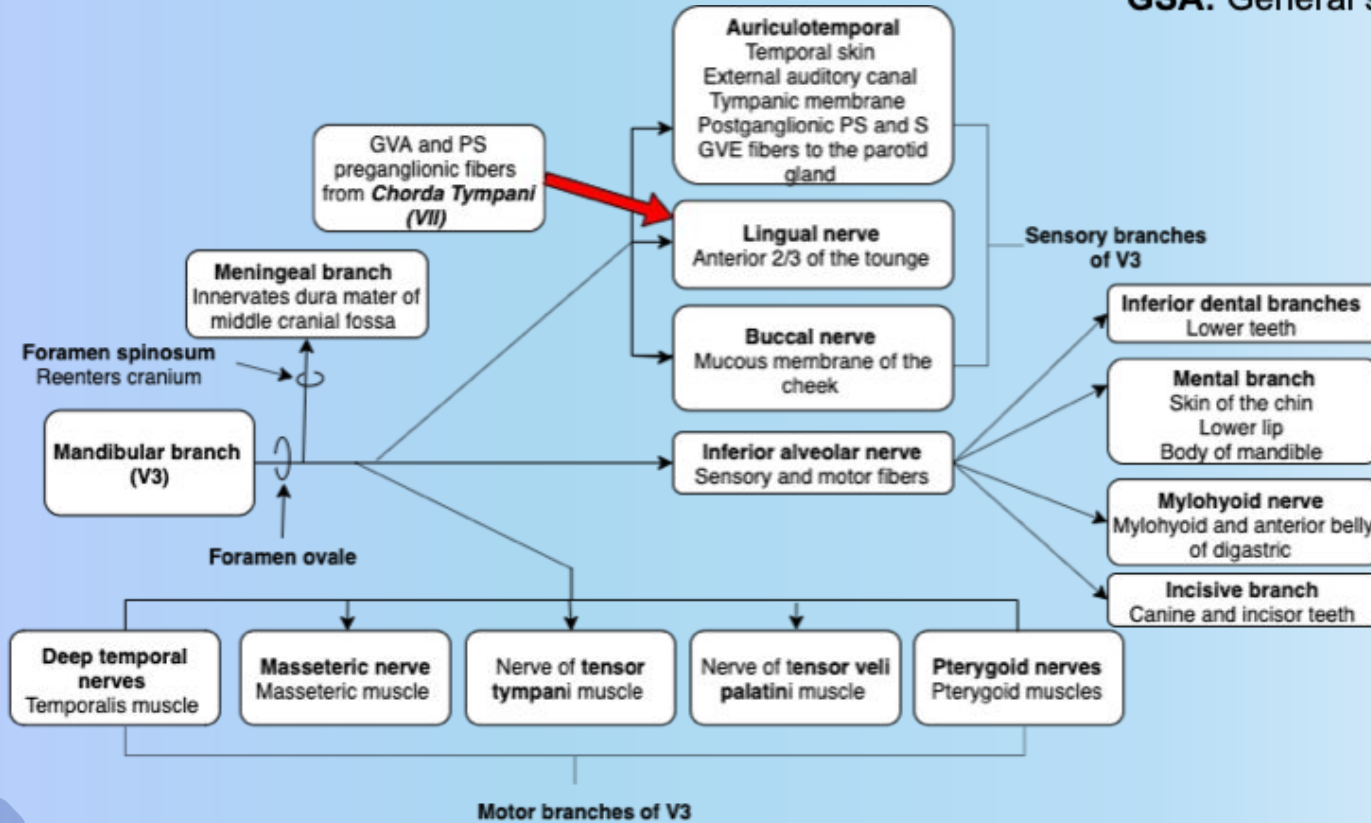 GSA: General s
Auriculotemporal
Temporal skin
External auditory canal
Tympanic membrane
Postganglionic PS and S
GVE fibers to the parotid
gland
GVA and PS
preganglionic fibers
from Chorda Tympani
(VII)
Lingual nerve
Anterior 2/3 of the tounge
Sensory branches
of V3
Meningeal branch
Innervates dura mater of
middle cranial fossa
Buccal nerve
Mucous membrane of the
cheek
Inferior dental branches
Lower teeth
Foramen spinosum
Reenters cranium
Mental branch
Skin of the chin
Lower lip
Body of mandible
Mandibular branch
(V3)
Inferior alveolar nerve
Sensory and motor fibers
Mylohyoid nerve
Mylohyoid and anterior belly
of digastric
Foramen ovale
Incisive branch
Canine and incisor teeth
Deep temporal
nerves
Temporalis muscle
Masseteric nerve
Masseteric muscle
Nerve of tensor
tympani muscle
Nerve of tensor veli
palatini muscle
Pterygoid nerves
Pterygoid muscles
Motor branches of V3